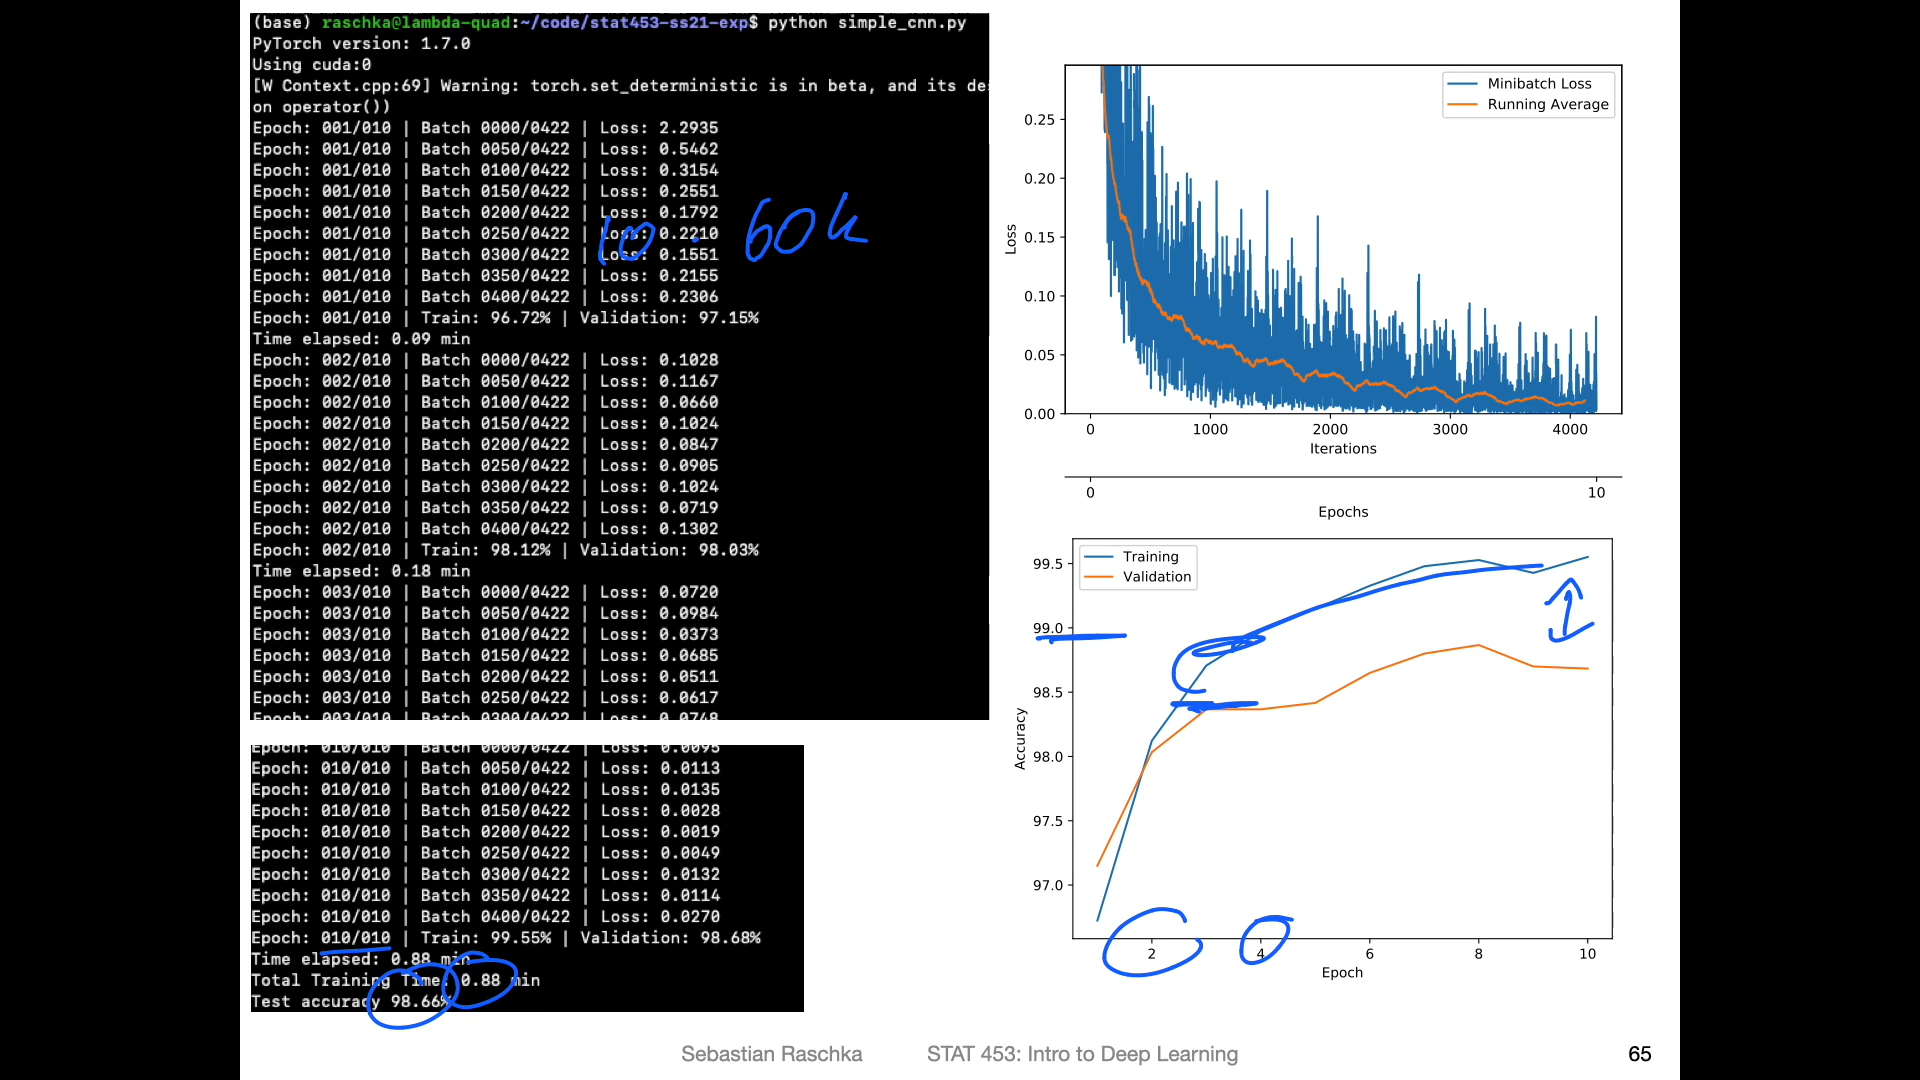 (base) raschka@lambda-quad:~/code/stat453-ss21-exp$ python simple_cnn.py
PyTorch version: 1.7.0
Using cuda:0
[W Context.cpp:69] Warning: torch.set_deterministic is in beta, and its de
on operator())
Epoch: 001/010 | Batch 0000/0422 | Loss: 2.2935
Epoch: 001/010 | Batch 0050/0422 | Loss: 0.5462
Epoch: 001/010 | Batch 0100/0422 | Loss: 0.3154
Epoch: 001/010 | Batch 0150/0422 | Loss: 0.2551
Epoch: 001/010 | Batch 0200/0422 | Loss: 0.1792
Epoch: 001/010 | Batch 0250/0422 | Loss: 0.2210
Epoch: 001/010 | Batch 0300/0422 | Loss: 0.1551
Epoch: 001/010 | Batch 0350/0422 | Loss: 0.2155
Epoch: 001/010 | Batch 0400/0422 | Loss: 0.2306
Epoch: 001/010 | Train: 96.72% | Validation: 97.15%
Time elapsed: 0.09 min
Epoch: 002/010 | Batch 0000/0422 | Loss: 0.1028
Epoch: 002/010 | Batch 0050/0422 | Loss: 0.1167
Epoch: 002/010 | Batch 0100/0422 | Loss: 0.0660
Epoch: 002/010 | Batch 0150/0422 | Loss: 0.1024
Epoch: 002/010 | Batch 0200/0422 | Loss: 0.0847
Epoch: 002/010 | Batch 0250/0422 | Loss: 0.0905
Epoch: 002/010 | Batch 0300/0422 | Loss: 0.1024
Epoch: 002/010 | Batch 0350/0422 | Loss: 0.0719
Epoch: 002/010 | Batch 0400/0422 | Loss: 0.1302
Epoch: 002/010 | Train: 98.12% | Validation: 98.03%
Time elapsed: 0.18 min
Epoch: 003/010 | Batch 0000/0422 | Loss: 0.0720
Epoch: 003/010 | Batch 0050/0422 | Loss: 0.0984
Epoch: 003/010 | Batch 0100/0422 | Loss: 0.0373
Epoch: 003/010 | Batch 0150/0422 | Loss: 0.0685
Epoch: 003/010 | Batch 0200/0422 | Loss: 0.0511
Epoch: 003/010 | Batch 0250/0422 | Loss: 0.0617
Epoch: 003/010 | Batch 0300/0422 | Loss: 0.0748
10 · 60k
Epoch: 010/010 | Batch 0000/0422 | Loss: 0.0095
Epoch: 010/010 | Batch 0050/0422 | Loss: 0.0113
Epoch: 010/010 | Batch 0100/0422 | Loss: 0.0135
Epoch: 010/010 | Batch 0150/0422 | Loss: 0.0028
Epoch: 010/010 | Batch 0200/0422 | Loss: 0.0019
Epoch: 010/010 | Batch 0250/0422 | Loss: 0.0049
Epoch: 010/010 | Batch 0300/0422 | Loss: 0.0132
Epoch: 010/010 | Batch 0350/0422 | Loss: 0.0114
Epoch: 010/010 | Batch 0400/0422 | Loss: 0.0270
Epoch: 010/010 | Train: 99.55% | Validation: 98.68%
Time elapsed: 0.88 min
Total Training Time: 0.88 min
Test accuracy 98.66%
Minibatch Loss
Running Average
Loss
0.25
0.20
0.15
0.10
0.05
0.00
0 1000 2000 3000 4000
Iterations
0 10
Epochs
Training
Validation
Accuracy
99.5
99.0
98.5
98.0
97.5
97.0
2 4 6 8 10
Epoch
Sebastian Raschka STAT 453: Intro to Deep Learning 65